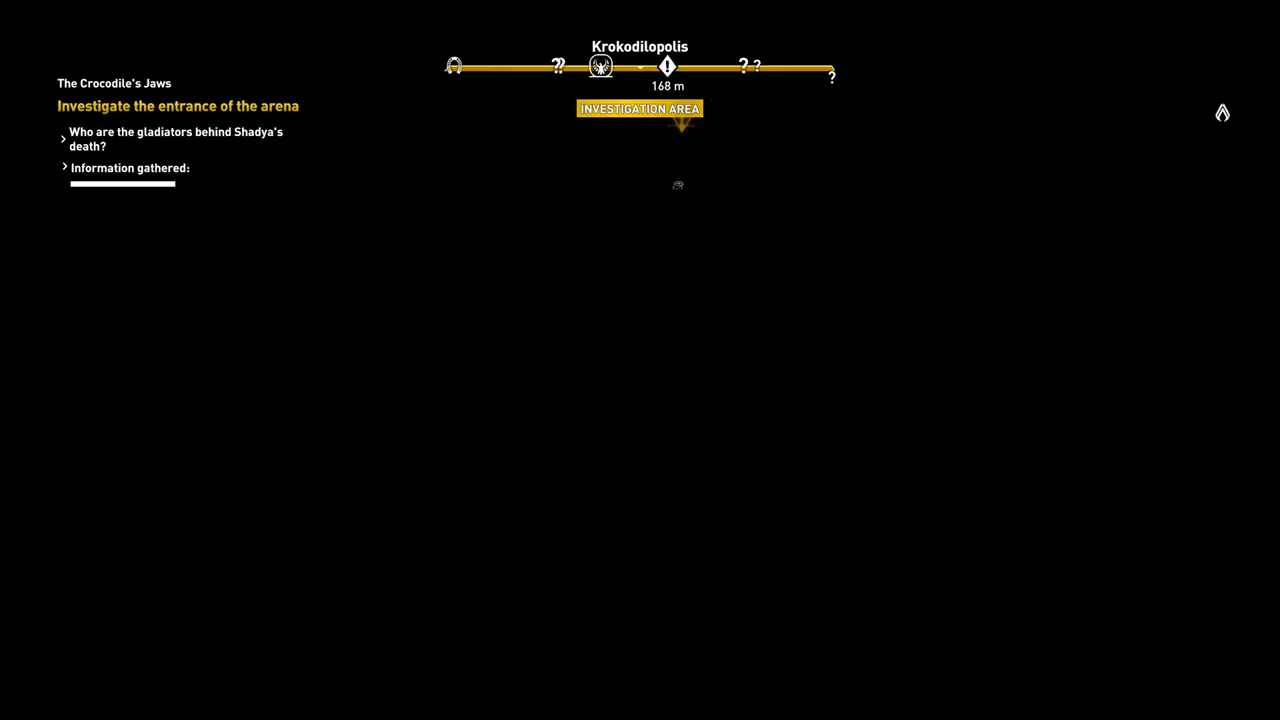 Krokodilopolis
?? ? ? ?
168 m
The Crocodile's Jaws
INVESTIGATION AREA
Investigate the entrance of the arena
Who are the gladiators behind Shadya's
death?
Information gathered: